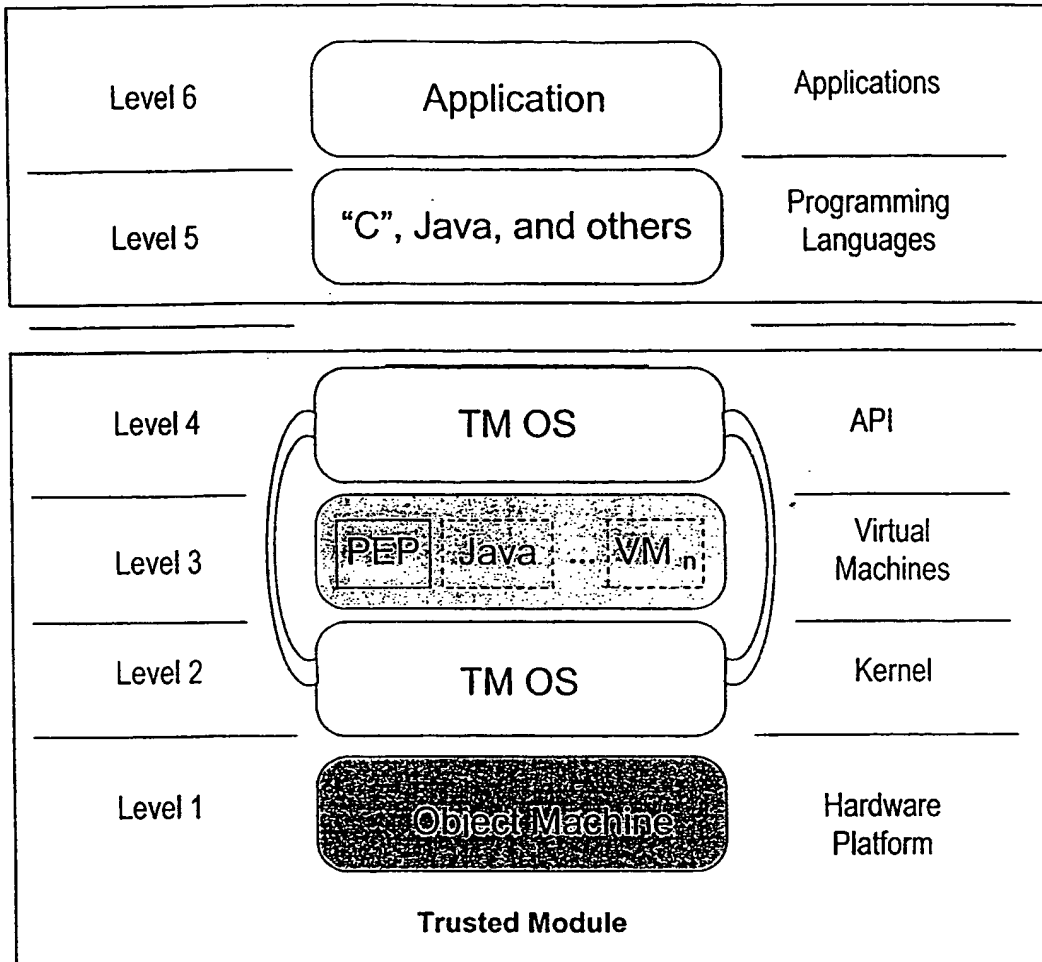 Level 6
Application
Applications
Level 5
"C", Java, and others
Programming
Languages
Level 4
TM OS
API
Level 3
PEP Java ... VM n
Virtual
Machines
Level 2
TM OS
Kernel
Level 1
Object Machine
Hardware
Platform
Trusted Module